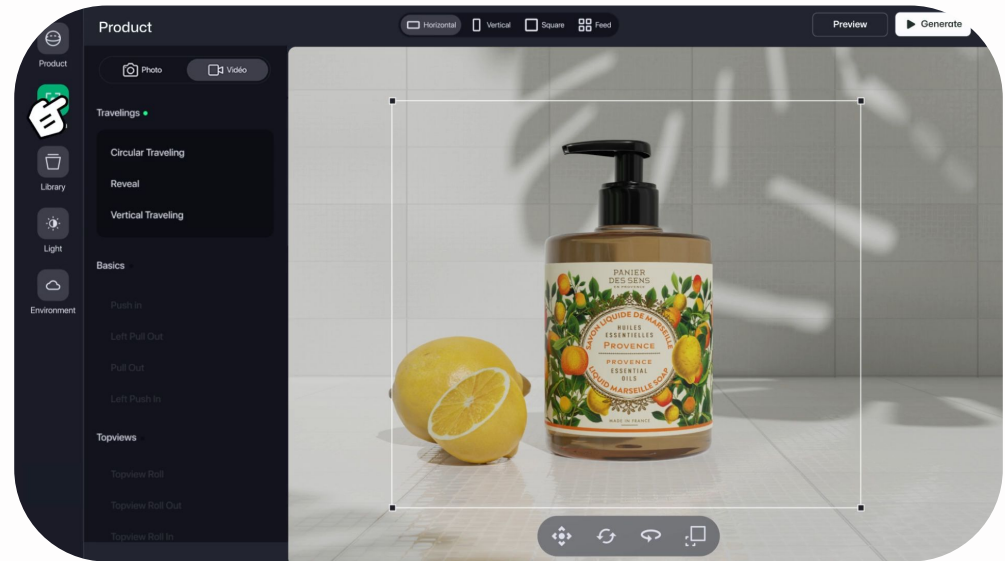 Product
Horizontal
Vertical
Square
Feed
Preview
Generate
Product
Library
Light
Environment
Photo
Vidéo
Travelings
Circular Traveling
Reveal
Vertical Traveling
Basics
Push In
Left Pull Out
Pull Out
Left Push In
Topviews
Topview Roll
Topview Roll Out
Topview Roll In
PANIER
DES SENS
EN PROVENCE
SAVON LIQUIDE DE MARSEILLE
HUILES
ESSENTIELLES
PROVENCE
PROVENCE
ESSENTIAL
OILS
LIQUID MARSEILLE SOAP
MADE IN FRANCE